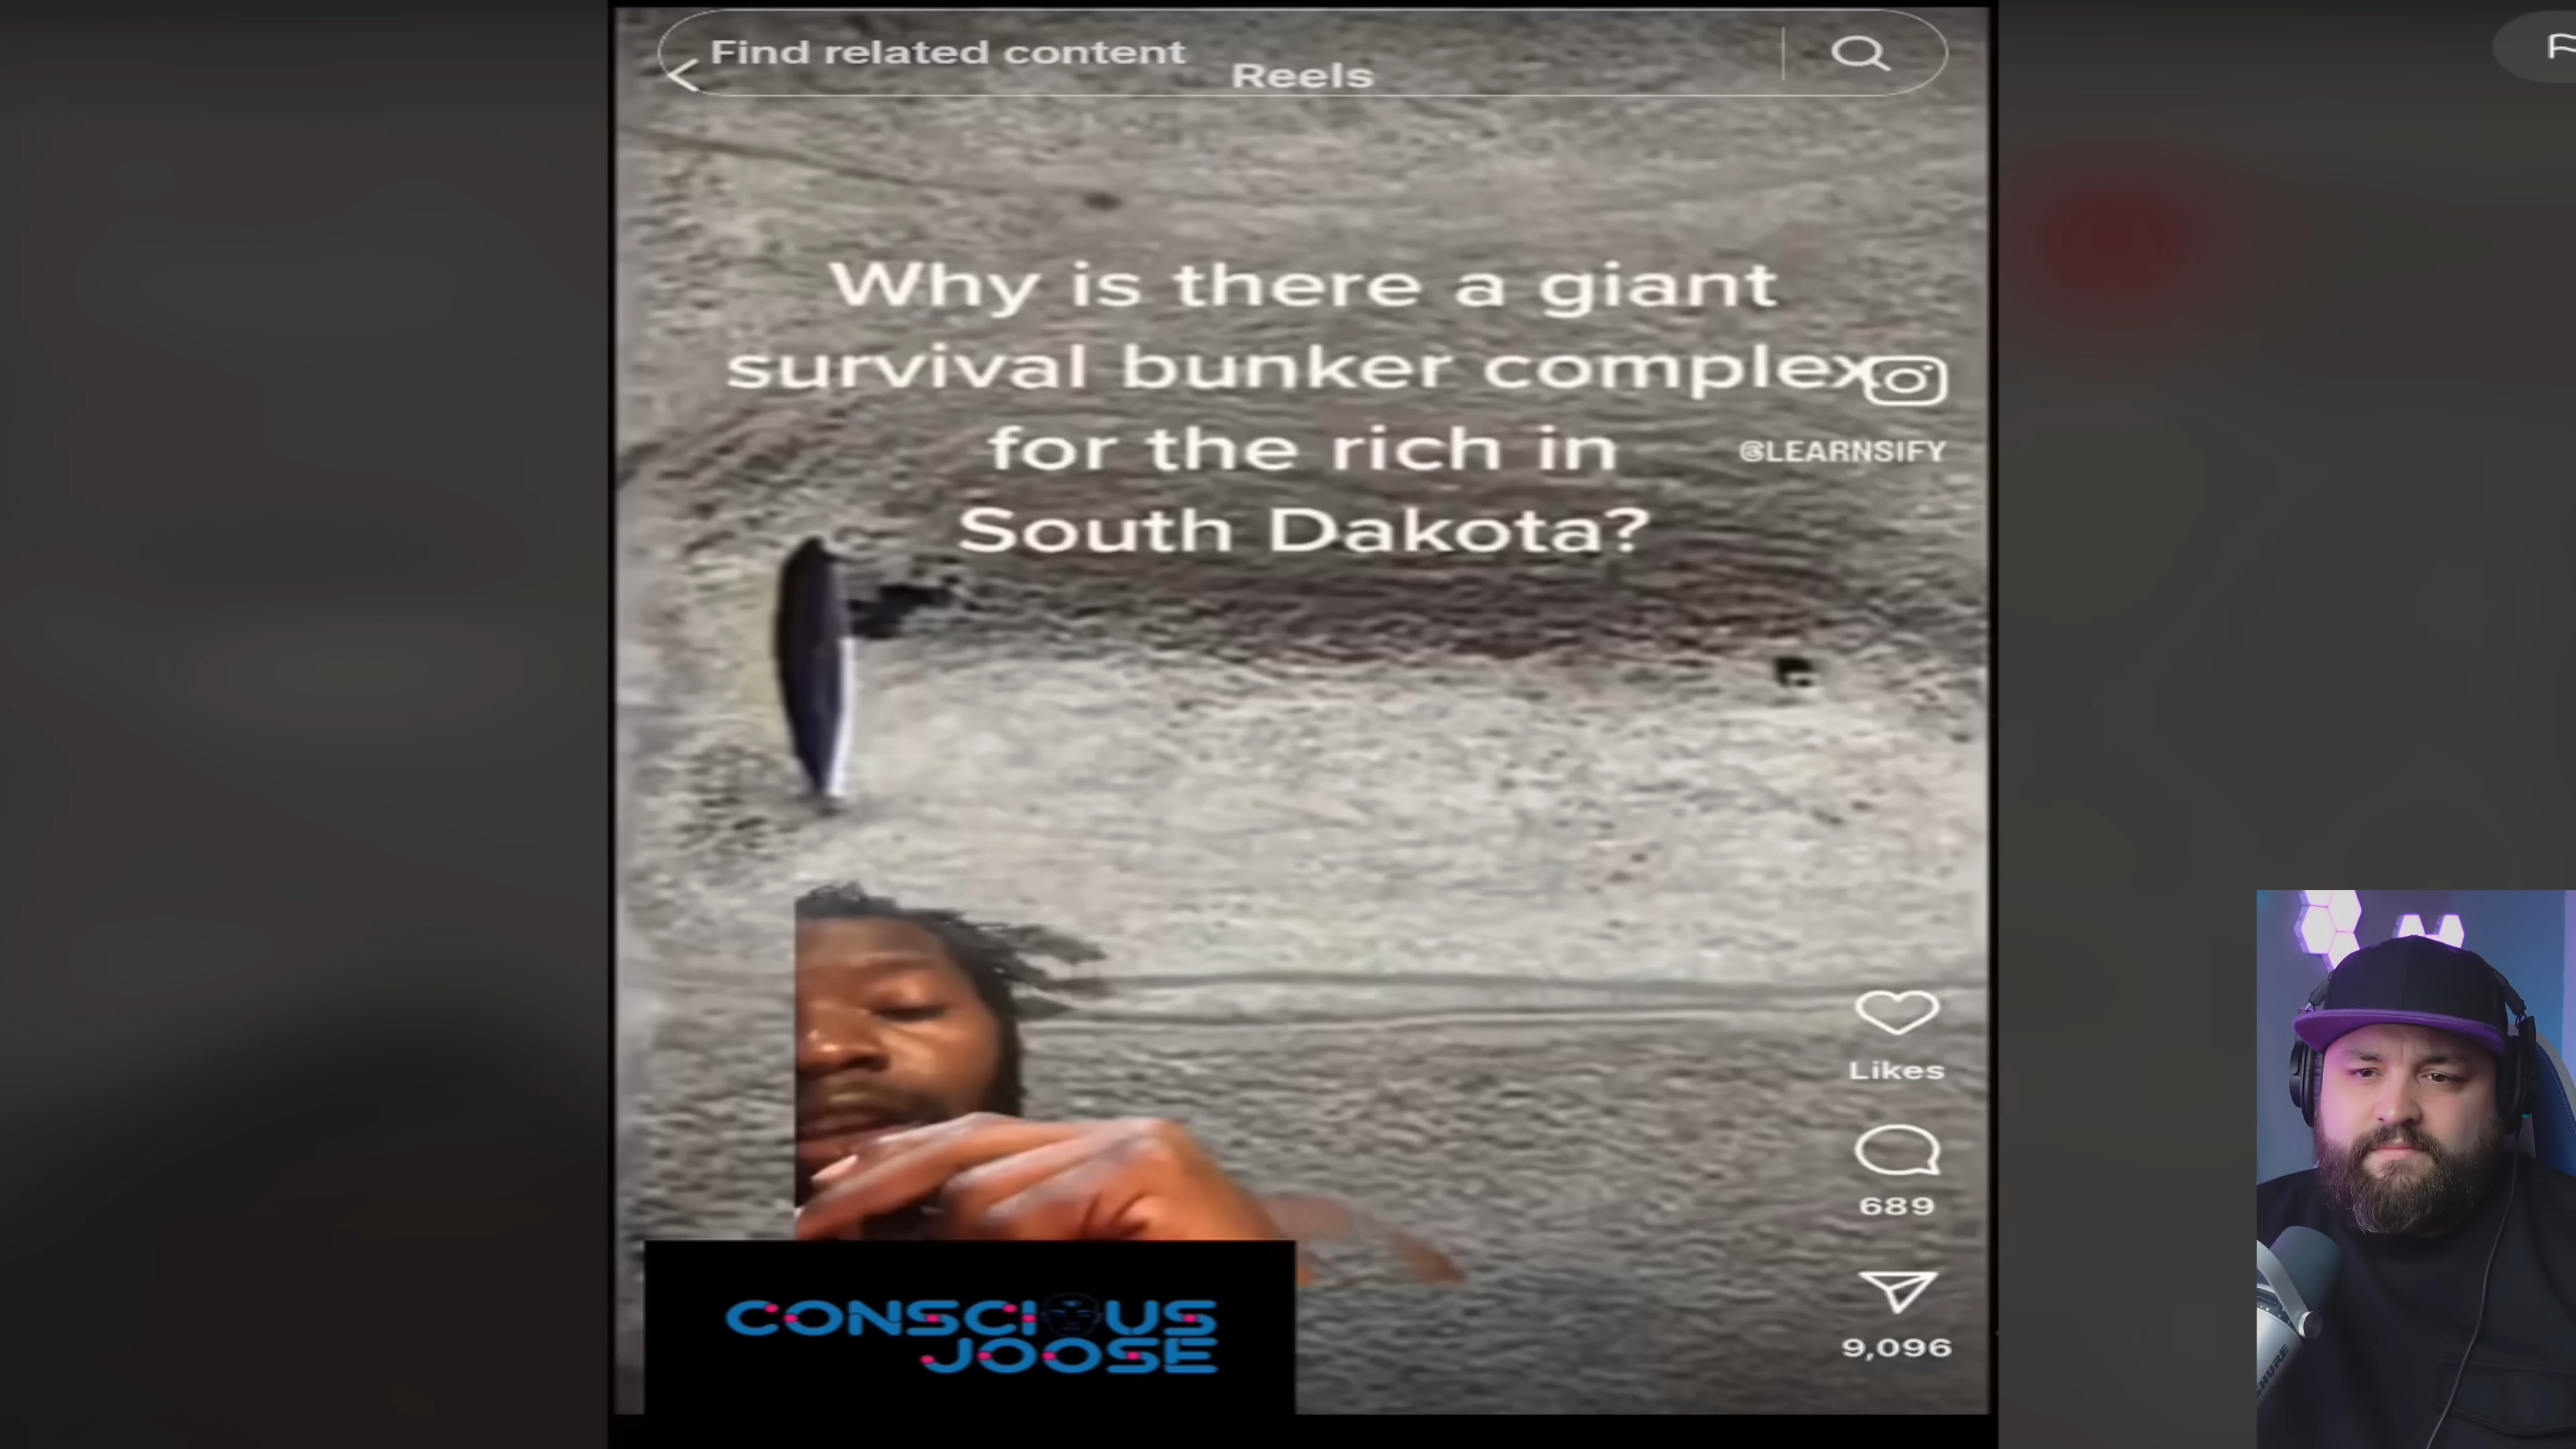 Find related content
Reels
Why is there a giant
survival bunker complex
for the rich in
South Dakota?
@LEARNSIFY
Likes
689
9,096
CONSCIOUS
JOOSE
SHURE